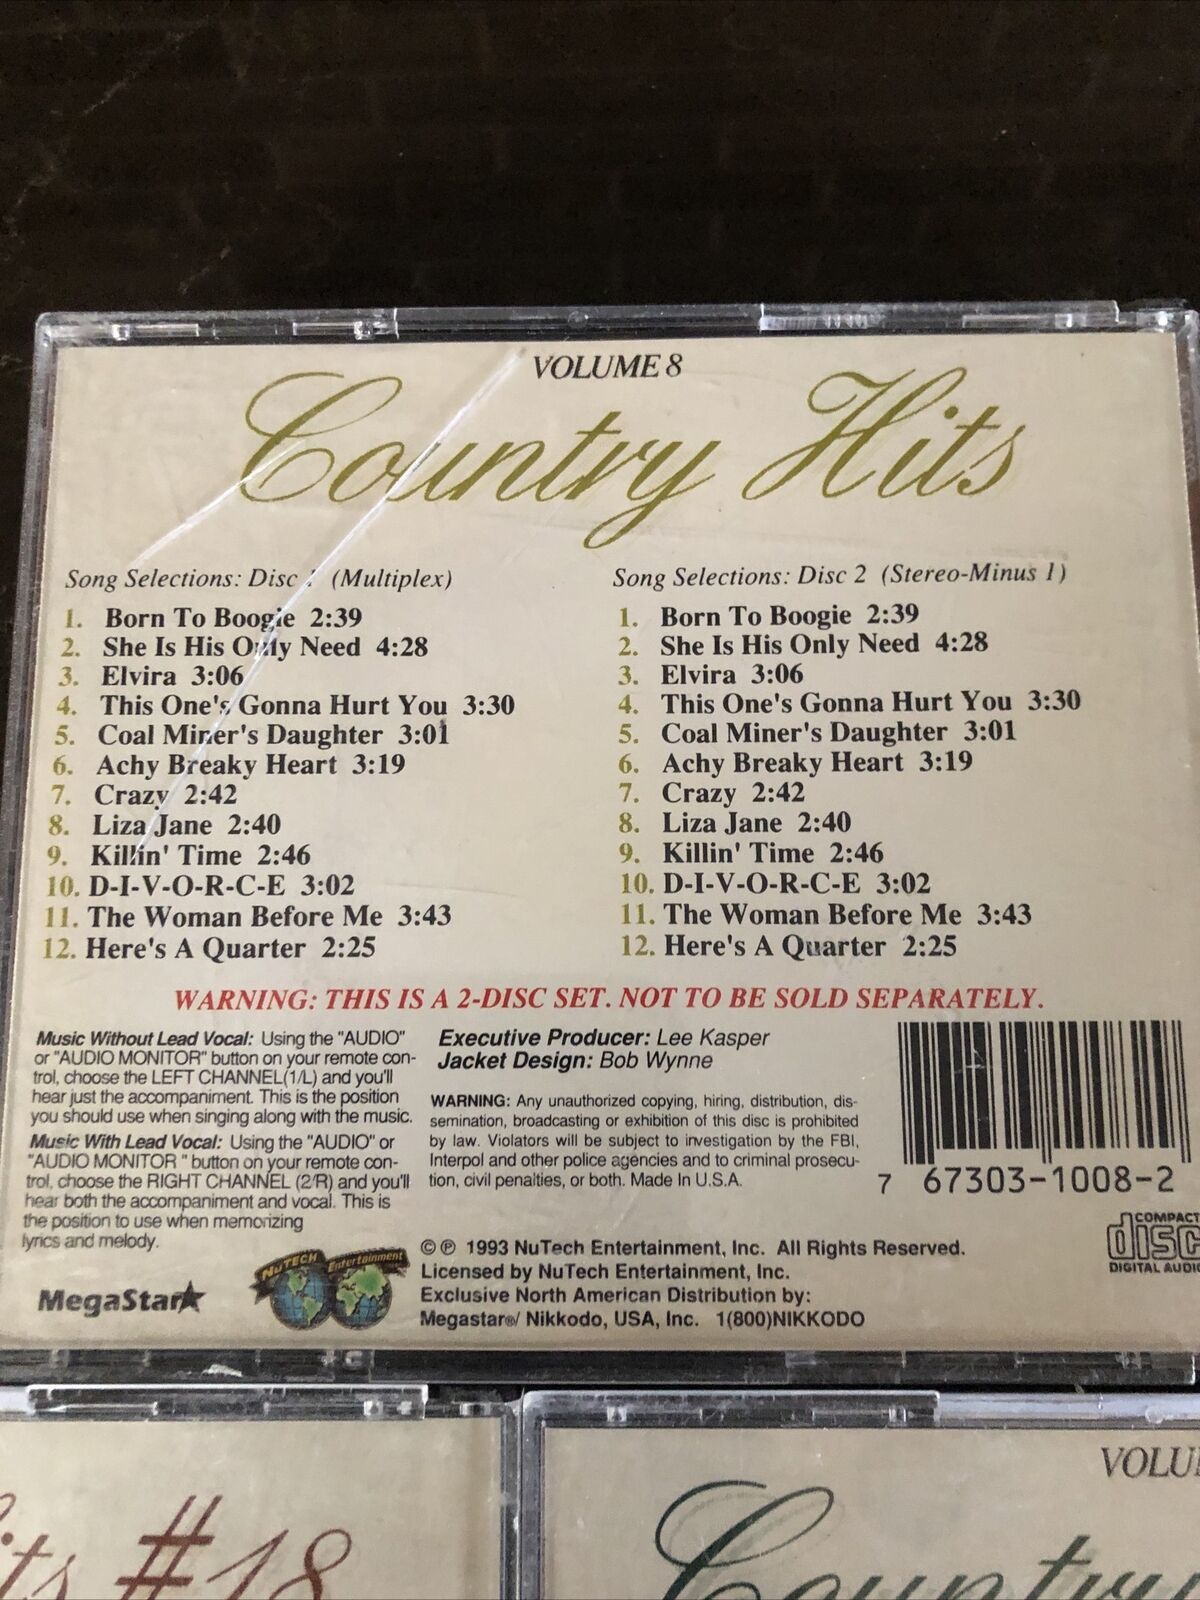 VOLUME 8
Country Hits
Song Selections: Disc 1 (Multiplex)
1. Born To Boogie 2:39
2. She Is His Only Need 4:28
3. Elvira 3:06
4. This One's Gonna Hurt You 3:30
5. Coal Miner's Daughter 3:01
6. Achy Breaky Heart 3:19
7. Crazy 2:42
8. Liza Jane 2:40
9. Killin' Time 2:46
10. D-I-V-O-R-C-E 3:02
11. The Woman Before Me 3:43
12. Here's A Quarter 2:25
Song Selections: Disc 2 (Stereo-Minus 1)
1. Born To Boogie 2:39
2. She Is His Only Need 4:28
3. Elvira 3:06
4. This One's Gonna Hurt You 3:30
5. Coal Miner's Daughter 3:01
6. Achy Breaky Heart 3:19
7. Crazy 2:42
8. Liza Jane 2:40
9. Killin' Time 2:46
10. D-I-V-O-R-C-E 3:02
11. The Woman Before Me 3:43
12. Here's A Quarter 2:25
WARNING: THIS IS A 2-DISC SET. NOT TO BE SOLD SEPARATELY.
Music Without Lead Vocal: Using the "AUDIO"
or "AUDIO MONITOR" button on your remote con-
trol, choose the LEFT CHANNEL(1/L) and you'll
hear just the accompaniment. This is the position
you should use when singing along with the music.
Music With Lead Vocal: Using the "AUDIO" or
"AUDIO MONITOR " button on your remote con-
trol, choose the RIGHT CHANNEL (2/R) and you'll
hear both the accompaniment and vocal. This is
the position to use when memorizing
lyrics and melody.
Executive Producer: Lee Kasper
Jacket Design: Bob Wynne
WARNING: Any unauthorized copying, hiring, distribution, dis-
semination, broadcasting or exhibition of this disc is prohibited
by law. Violators will be subject to investigation by the FBI,
Interpol and other police agencies and to criminal prosecu-
tion, civil penalties, or both. Made In U.S.A.
7 67303-1008-2
COMPACT
disc
DIGITAL AUDIO
MegaStar
NuTECH Entertainment
© ℗ 1993 NuTech Entertainment, Inc. All Rights Reserved.
Licensed by NuTech Entertainment, Inc.
Exclusive North American Distribution by:
Megastar®/ Nikkodo, USA, Inc. 1(800)NIKKODO
its #18
VOLU
Country